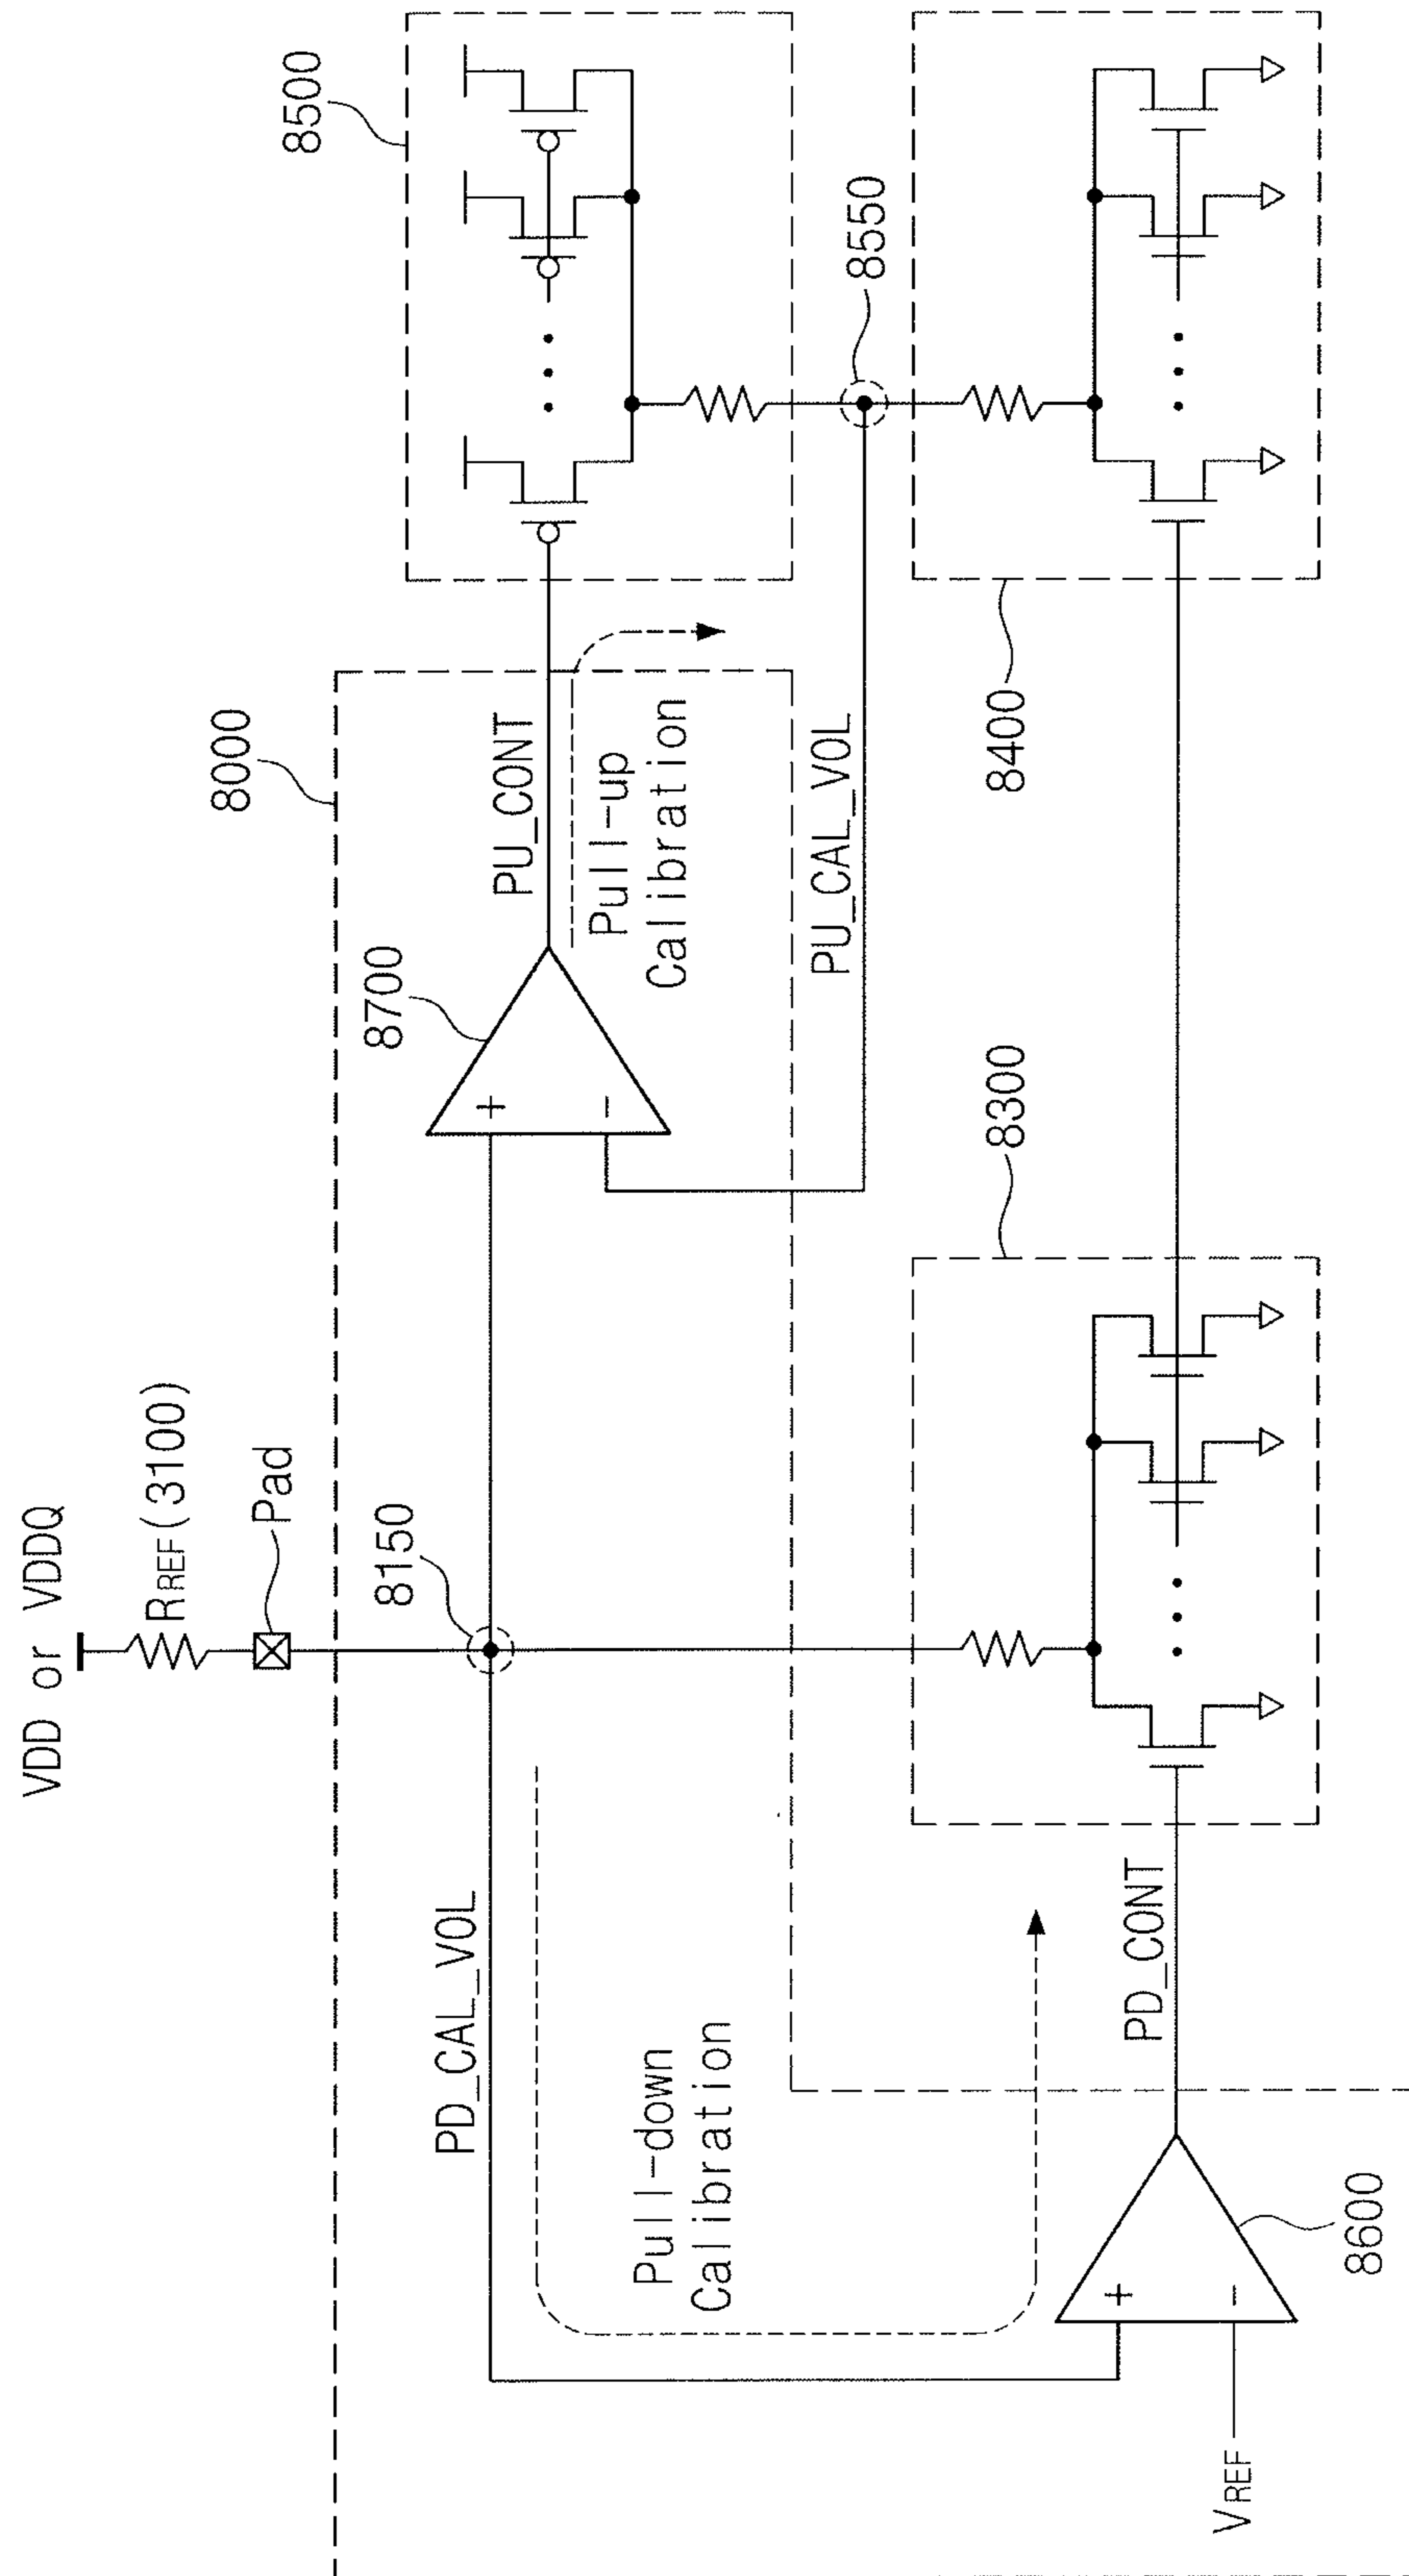 VDD or VDDQ
RREF(3100)
Pad
8000
8500
8150
8700
+
-
PD_CAL_VOL
PU_CONT
Pull-up
Calibration
PU_CAL_VOL
8550
Pull-down
Calibration
8300
8400
PD_CONT
+
-
VREF
8600